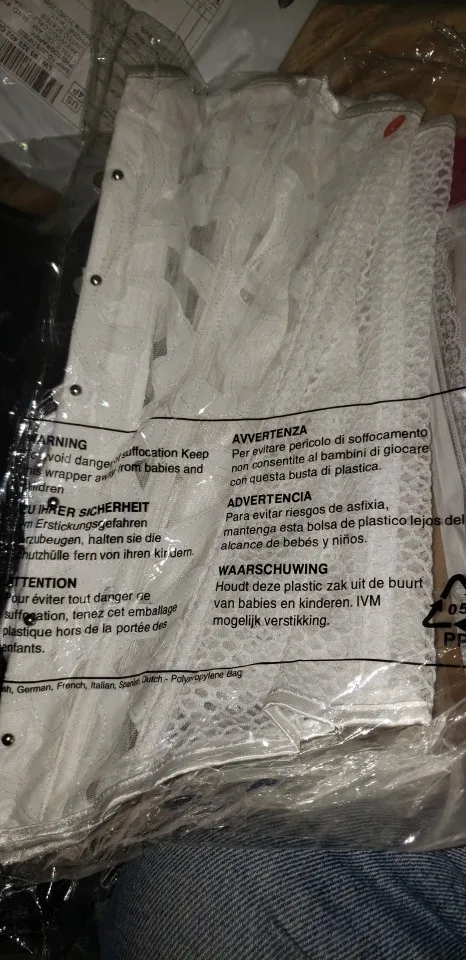 WARNING
void danger of suffocation Keep
this wrapper away from babies and
children
ZU IHRER SICHERHEIT
Erstickungsgefahren
halten sie die
fern von ihren kindern.
ATTENTION
Pour éviter tout danger de
suffocation, tenez cet emballage
plastique hors de la portée des
enfants.
AVVERTENZA
Per evitare pericolo di soffocamento
non consentite al bambini di giocare
con questa busta di plastica.
ADVERTENCIA
Para evitar riesgos de asfixia,
mantenga esta bolsa de plastico lejos del
alcance de bebés y niños.
WAARSCHUWING
Houdt deze plastic zak uit de buurt
van babies en kinderen. IVM
mogelijk verstikking.
German, French, Italian, Spanish, Dutch - Polypropylene Bag
05
PP